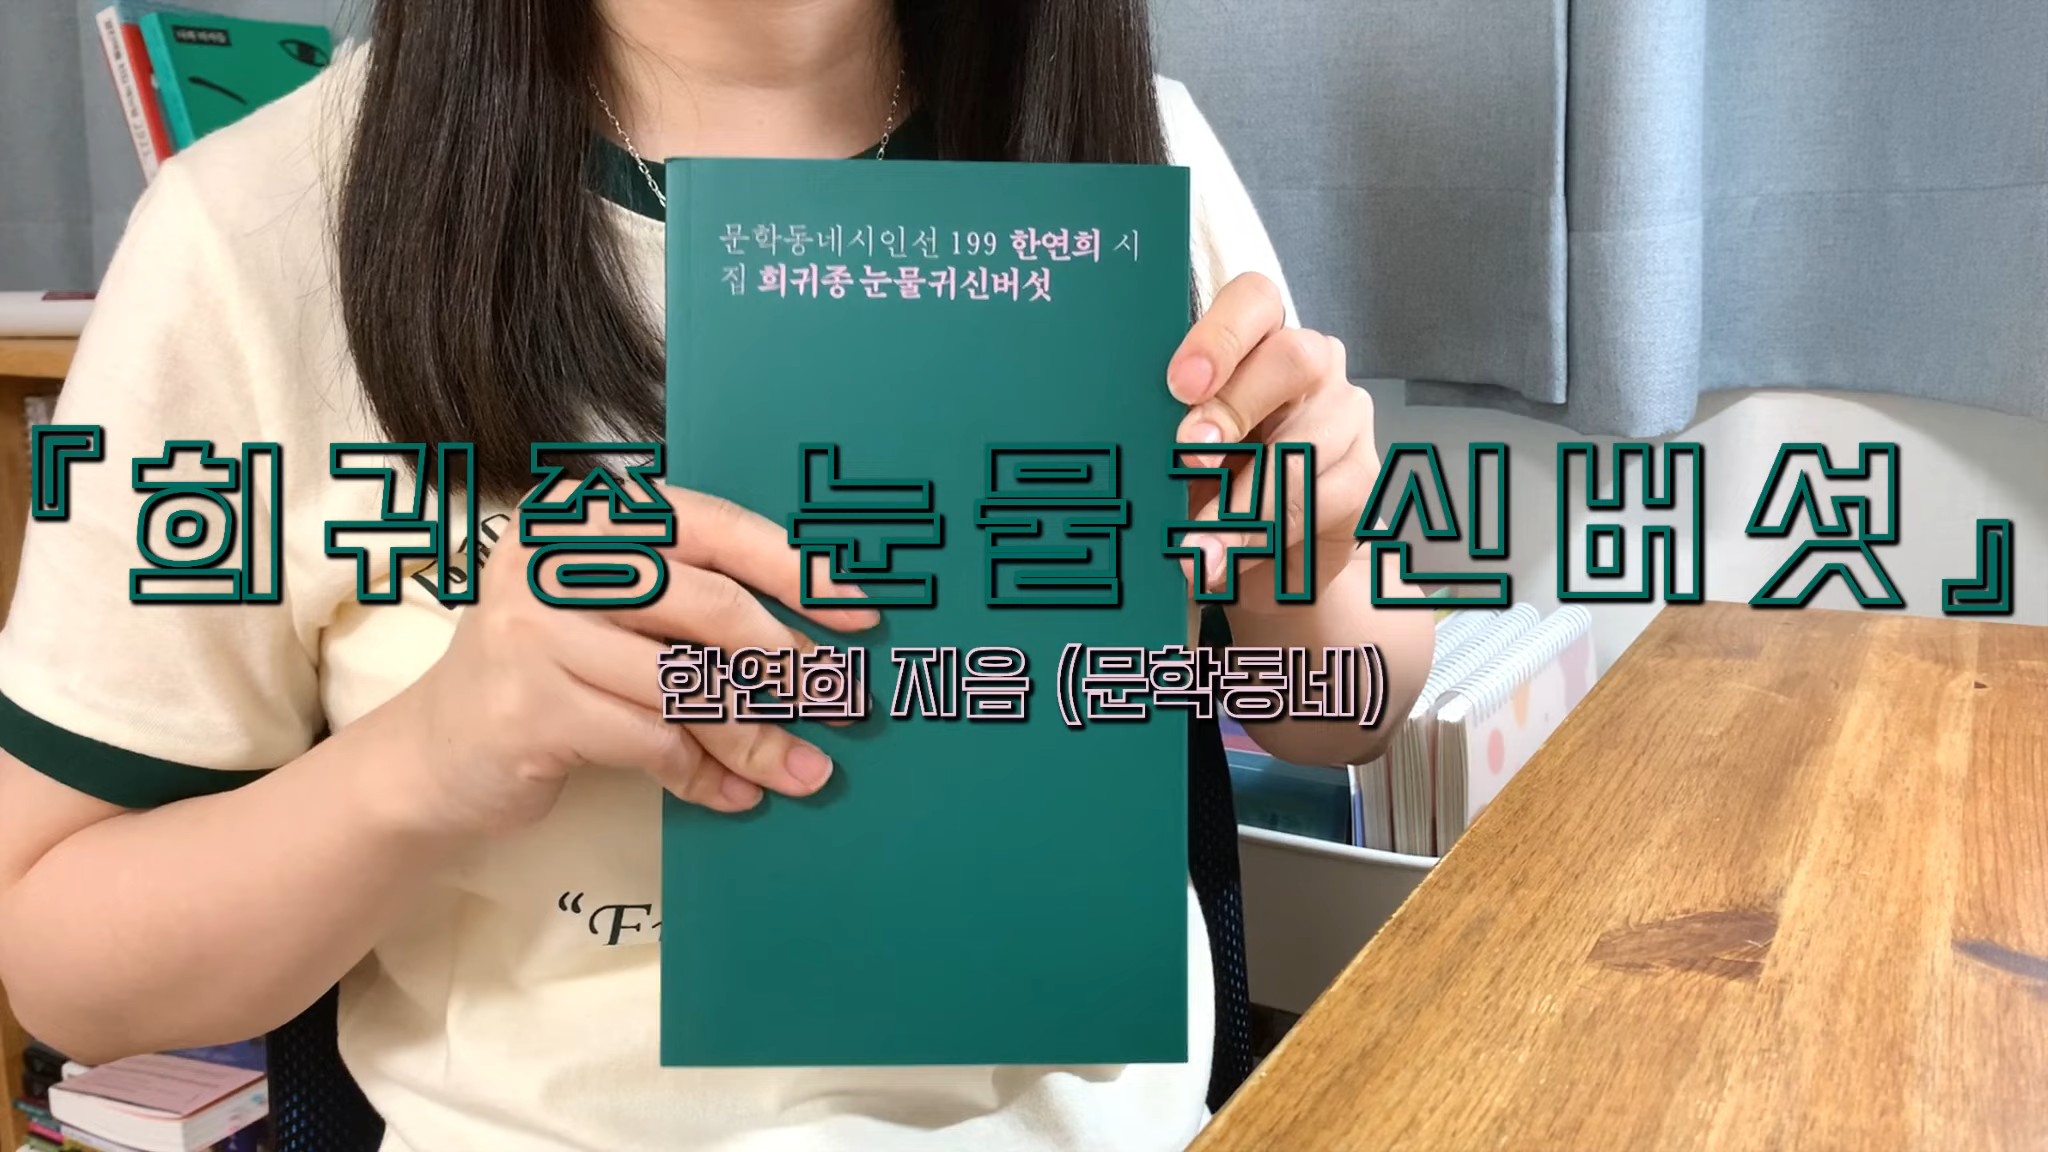 문학동네시인선 199 한연희 시
집 희귀종 눈물귀신버섯
『희귀종 눈물귀신버섯』
한연희 지음 (문학동네)